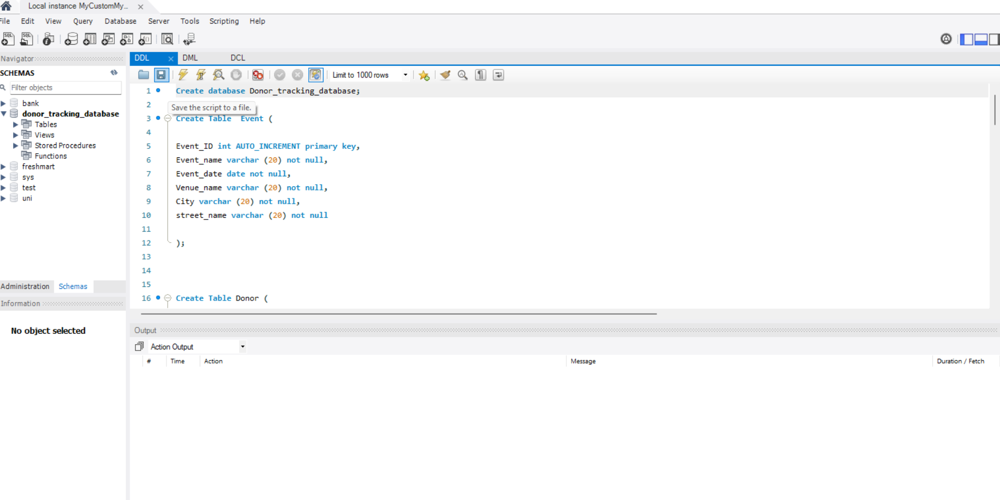 Local instance MyCustomMy... ×
File Edit View Query Database Server Tools Scripting Help
Navigator
SCHEMAS
Filter objects
bank
donor_tracking_database
Tables
Views
Stored Procedures
Functions
freshmart
sys
test
uni
Administration Schemas
Information
No object selected
DDL × DML DCL
Limit to 1000 rows
1 Create database Donor_tracking_database;
2
Save the script to a file.
3 Create Table  Event (
4
5 Event_ID int AUTO_INCREMENT primary key,
6 Event_name varchar (20) not null,
7 Event_date date not null,
8 Venue_name varchar (20) not null,
9 City varchar (20) not null,
10 street_name varchar (20) not null
11
12 );
13
14
15
16 Create Table Donor (
Output
Action Output
# Time Action Message Duration / Fetch